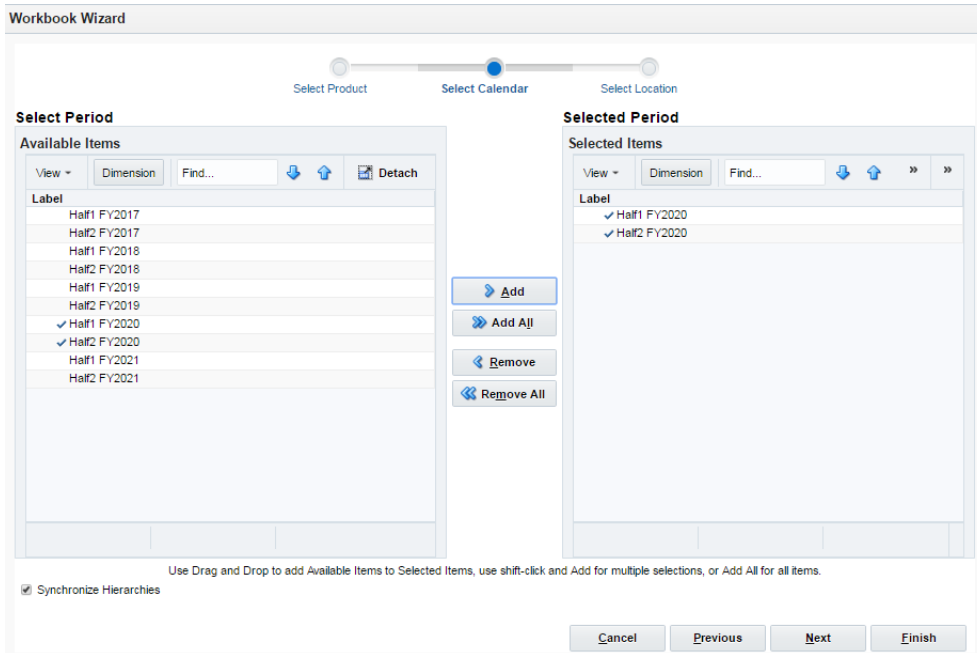 Workbook Wizard
Select Product
Select Calendar
Select Location
Select Period
Available Items
View Dimension Find... Detach
Label
Half1 FY2017
Half2 FY2017
Half1 FY2018
Half2 FY2018
Half1 FY2019
Half2 FY2019
Half1 FY2020
Half2 FY2020
Half1 FY2021
Half2 FY2021
Add
Add All
Remove
Remove All
Selected Period
Selected Items
View Dimension Find... » »
Label
Half1 FY2020
Half2 FY2020
Use Drag and Drop to add Available Items to Selected Items, use shift-click and Add for multiple selections, or Add All for all items.
Synchronize Hierarchies
Cancel Previous Next Finish